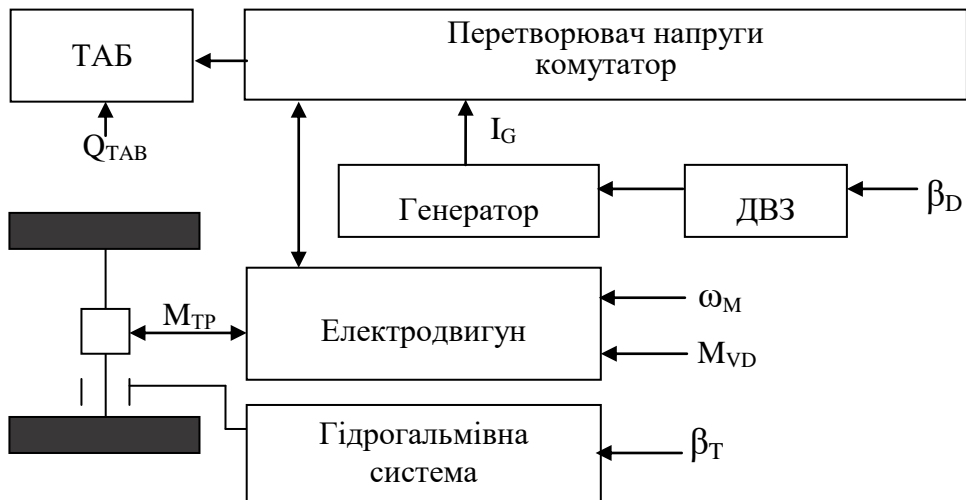 ТАБ
Перетворювач напруги
комутатор
Q_TAB
I_G
Генератор
ДВЗ
β_D
M_TP
Електродвигун
ω_M
M_VD
Гідрогальмівна
система
β_T